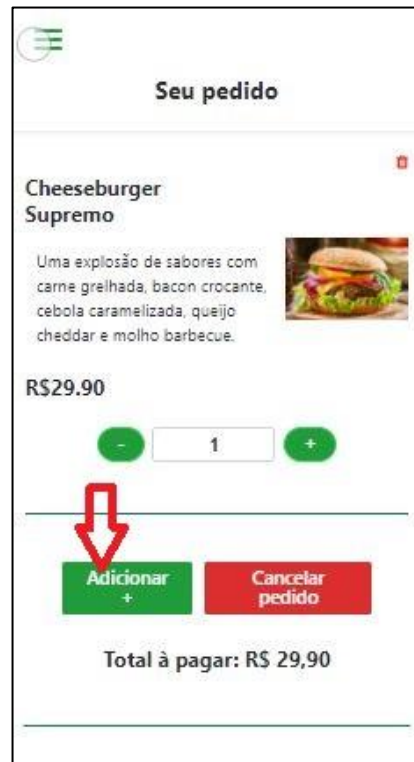 Seu pedido
Cheeseburger
Supremo
Uma explosão de sabores com
carne grelhada, bacon crocante,
cebola caramelizada, queijo
cheddar e molho barbecue.
R$29.90
- 1 +
Adicionar
+
Cancelar
pedido
Total à pagar: R$ 29,90